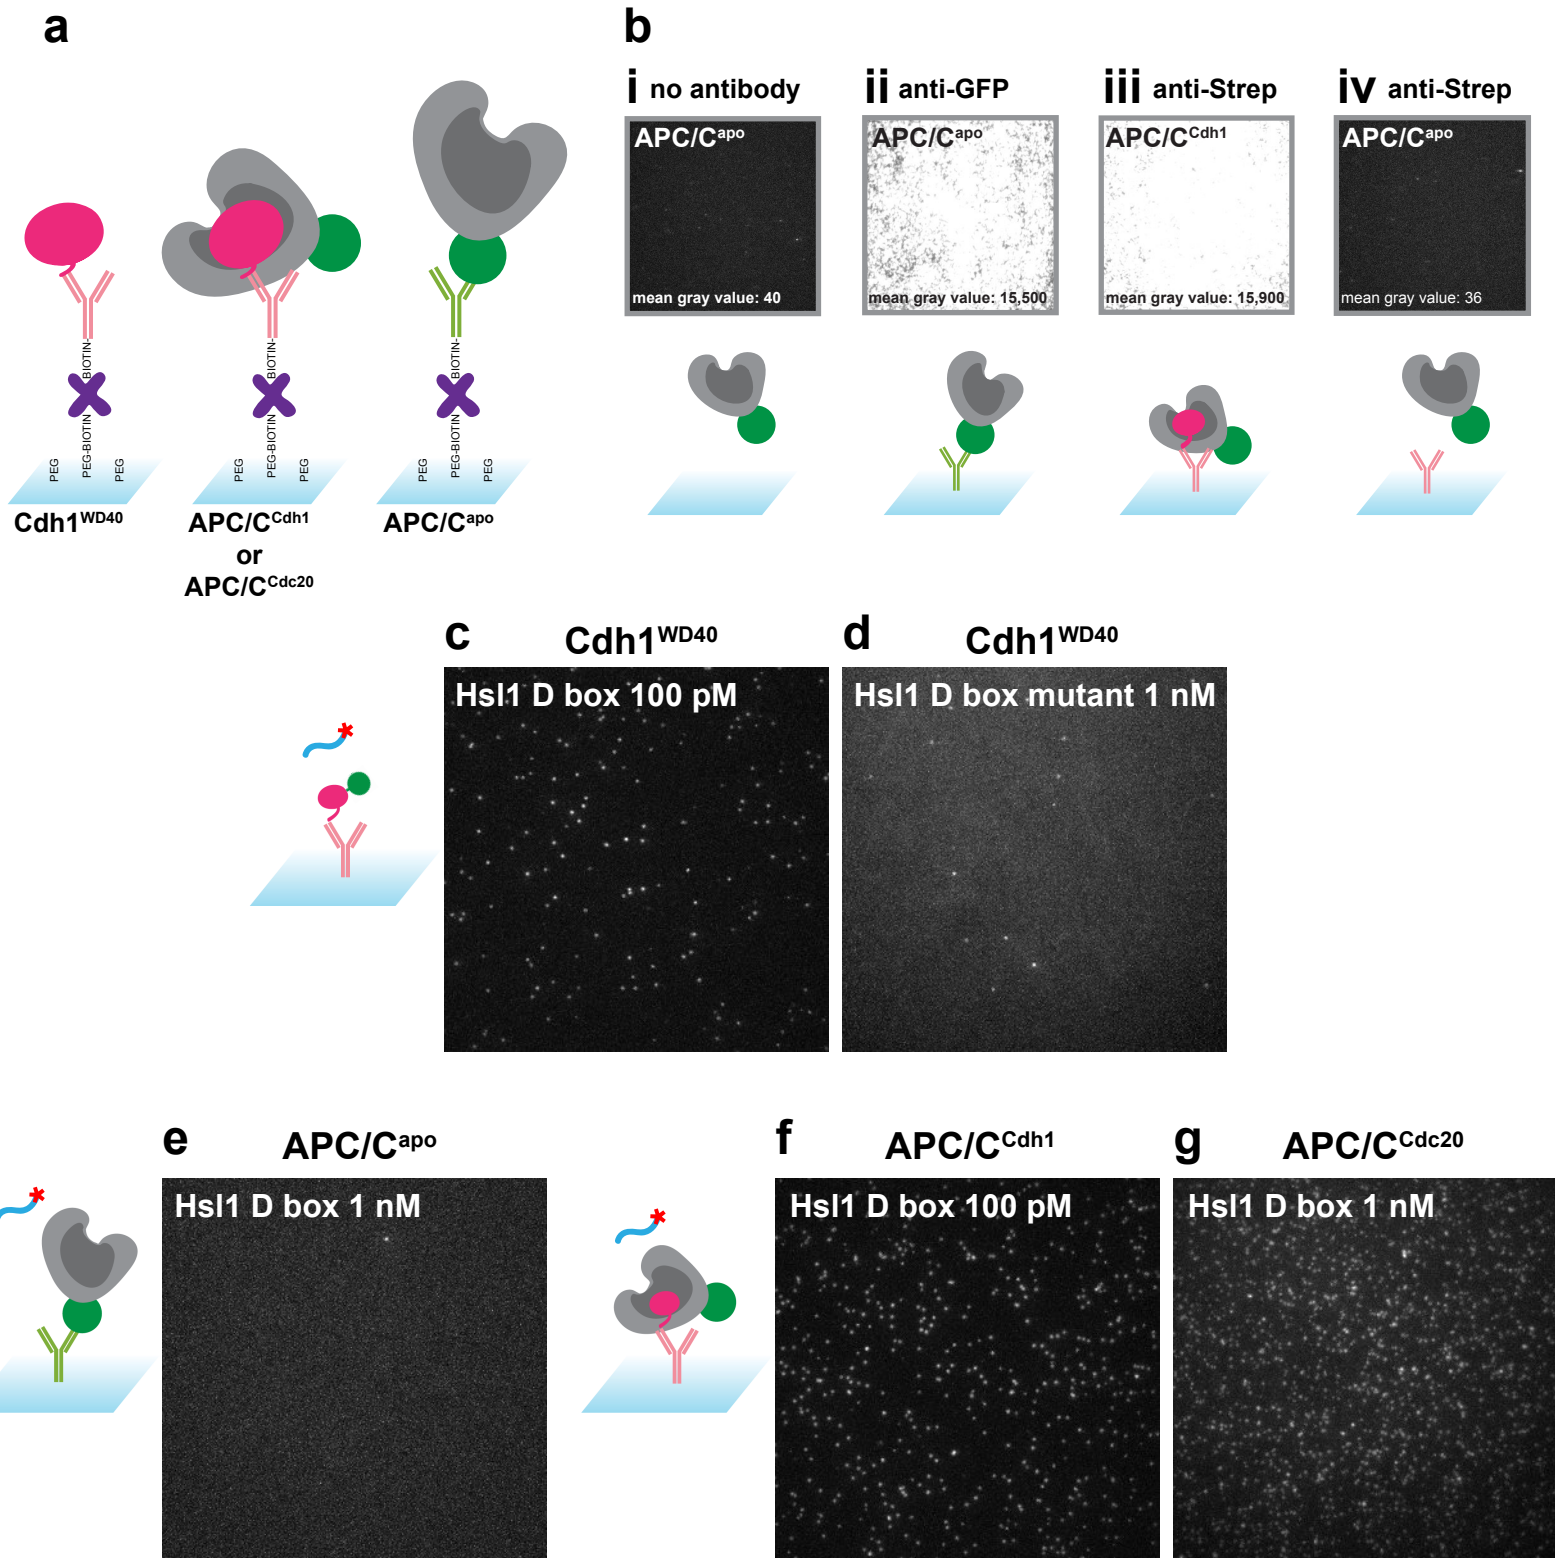 a
BIOTIN-
PEG PEG-BIOTIN PEG
Cdh1WD40
BIOTIN-
PEG PEG-BIOTIN PEG
APC/CCdh1
or
APC/CCdc20
BIOTIN-
PEG PEG-BIOTIN PEG
APC/Capo
b
i no antibody
APC/Capo
mean gray value: 40
ii anti-GFP
APC/Capo
mean gray value: 15,500
iii anti-Strep
APC/CCdh1
mean gray value: 15,900
iv anti-Strep
APC/Capo
mean gray value: 36
c Cdh1WD40
Hsl1 D box 100 pM
d Cdh1WD40
Hsl1 D box mutant 1 nM
e APC/Capo
Hsl1 D box 1 nM
f APC/CCdh1
Hsl1 D box 100 pM
g APC/CCdc20
Hsl1 D box 1 nM